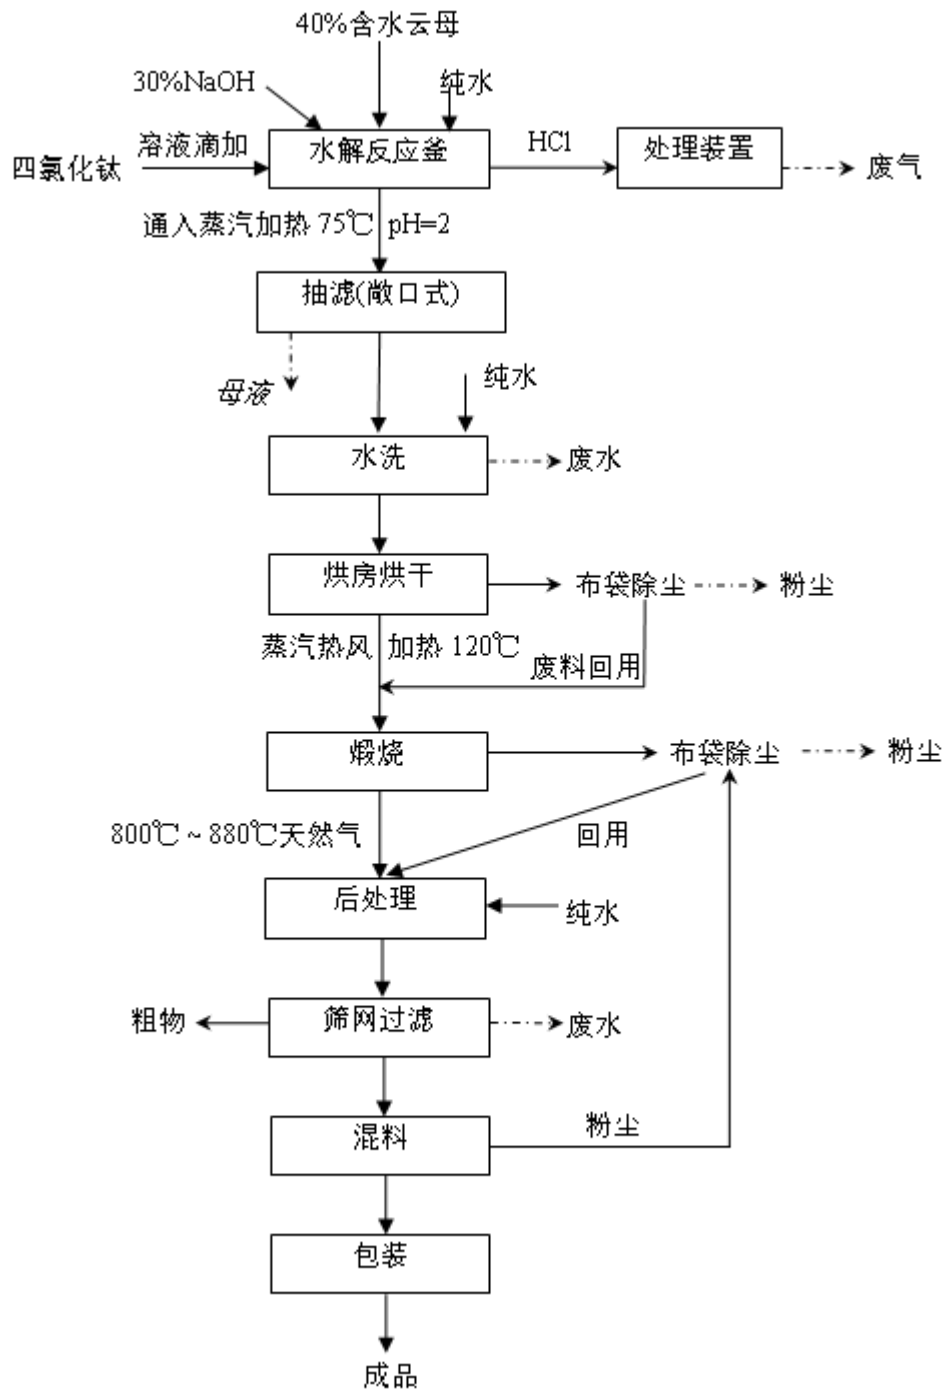 40%含水云母
30%NaOH
纯水
四氯化钛
溶液滴加
水解反应釜
HCl
处理装置
废气
通入蒸汽加热 75℃ pH=2
抽滤(敞口式)
母液
纯水
水洗
废水
烘房烘干
布袋除尘
粉尘
蒸汽热风 加热 120℃
废料回用
煅烧
布袋除尘
粉尘
800℃~880℃天然气
回用
后处理
纯水
粗物
筛网过滤
废水
混料
粉尘
包装
成品